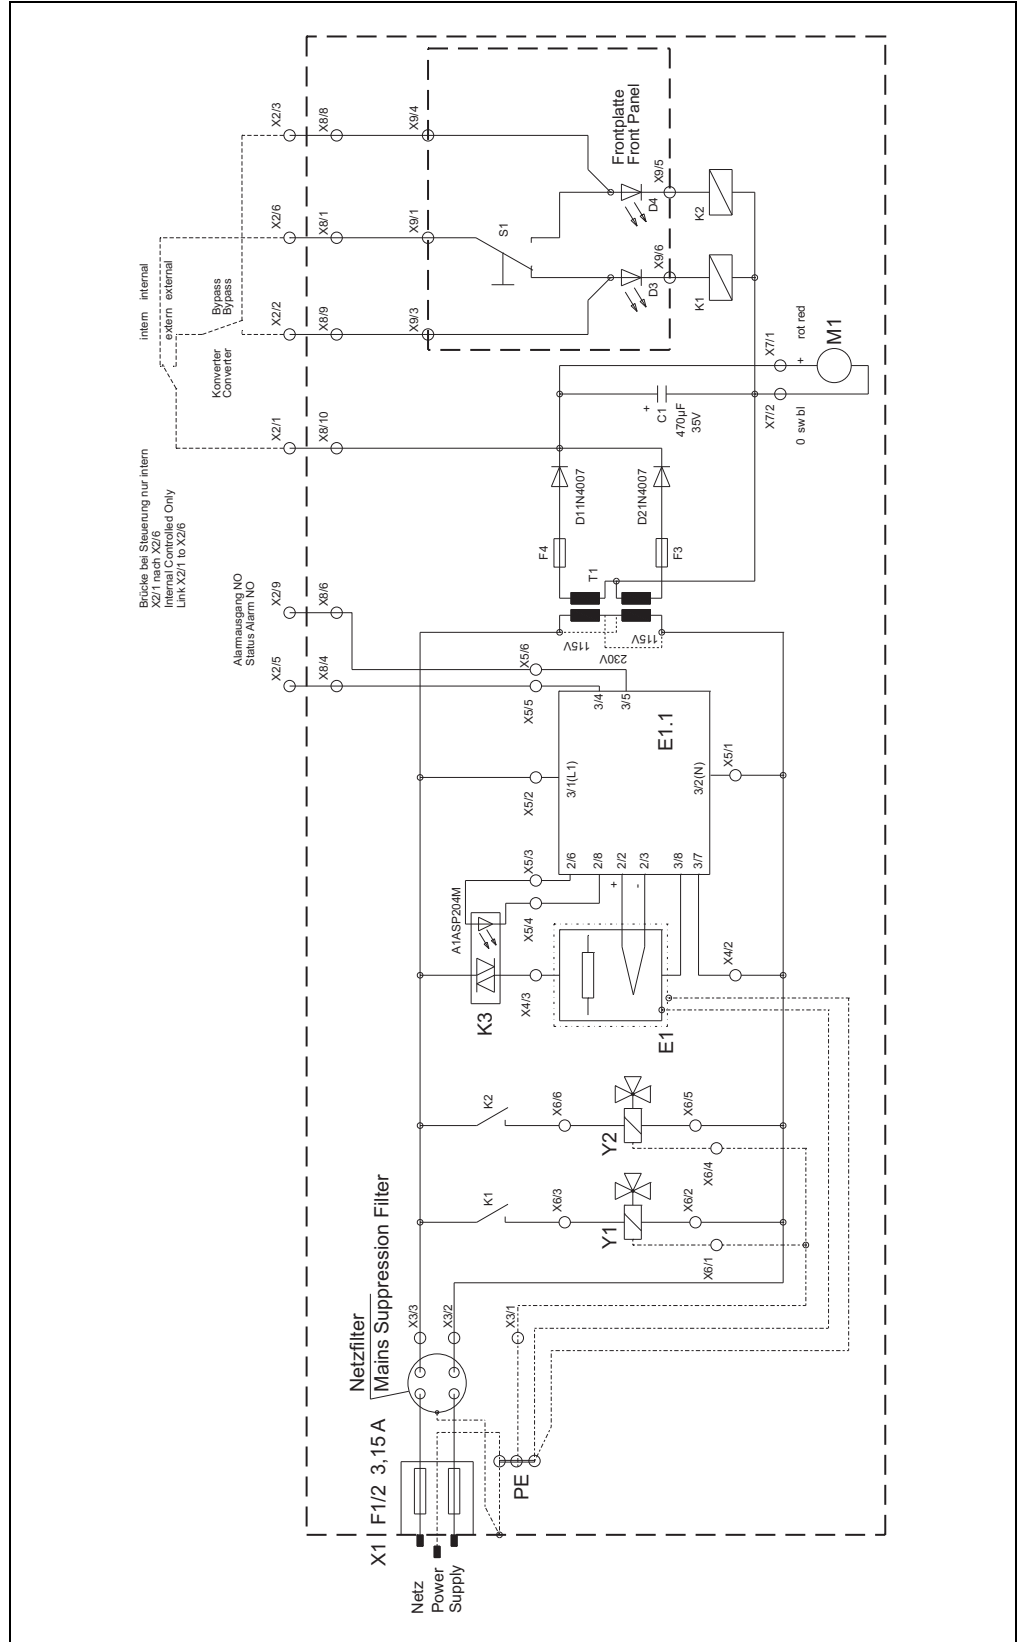 Brücke bei Steuerung nur intern
X2/1 nach X2/6
Internal Controlled Only
Link X2/1 to X2/6
intern internal
extern external
Bypass
Bypass
Konverter
Converter
Alarmausgang NO
Status Alarm NO
X2/5
X2/9
X2/1
X2/2
X2/6
X2/3
X8/4
X8/6
X8/10
X8/9
X8/1
X8/8
X9/3
X9/1
X9/4
S1
Frontplatte
Front Panel
D3
D4
X9/6
X9/5
K1
K2
X1 F1/2 3,15 A
Netz
Power
Supply
PE
Netzfilter
Mains Suppression Filter
X3/3
X3/2
X3/1
K1
K2
X6/3
X6/6
Y1
Y2
X6/2
X6/5
X6/1
X6/4
K3
A1ASP204M
X4/3
X5/4
X5/3
X5/2
X5/5
X5/6
E1
E1.1
2/6
2/8
2/2
2/3
3/8
3/7
+
-
3/1(L1)
3/2(N)
3/4
3/5
X4/2
X5/1
115V
230V
115V
T1
F4
F3
D11N4007
D21N4007
+
C1
470µF
35V
X7/2
X7/1
0 sw bl
+ rot red
M1